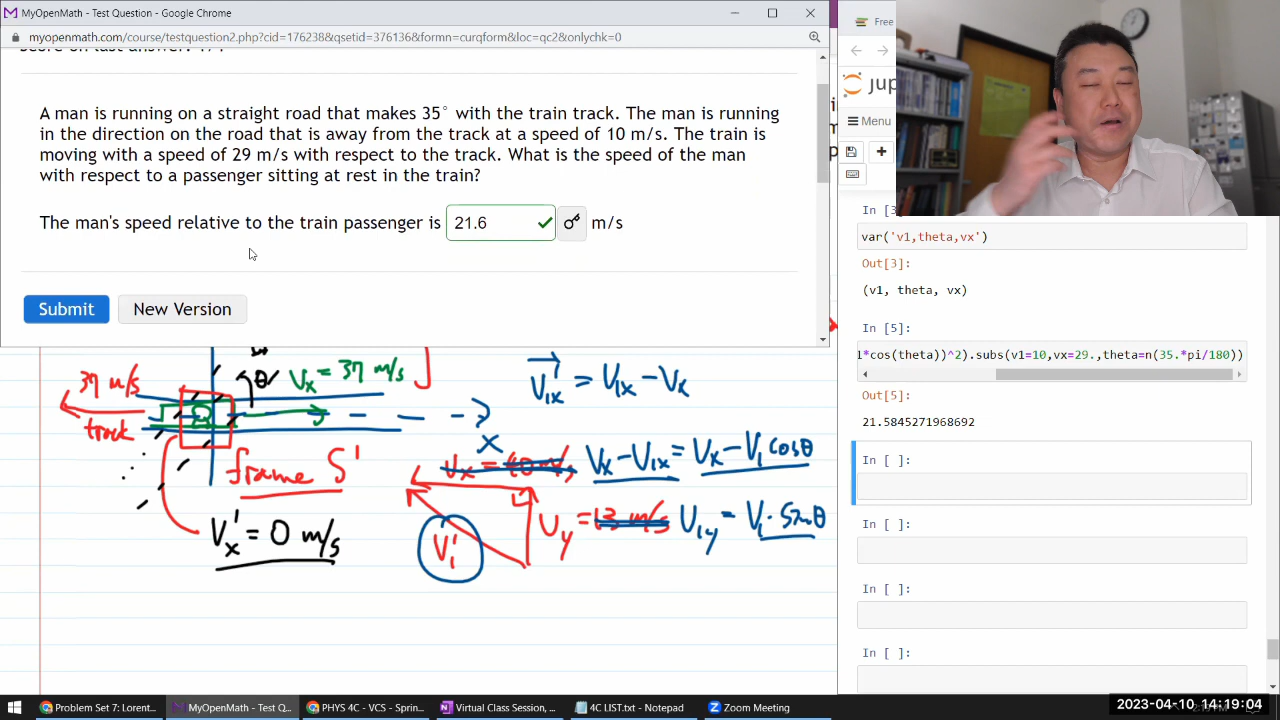 MyOpenMath - Test Question - Google Chrome
myopenmath.com/course/testquestion2.php?cid=176238&qsetid=376136&formn=curqform&loc=qc2&onlychk=0
A man is running on a straight road that makes 35° with the train track. The man is running
in the direction on the road that is away from the track at a speed of 10 m/s. The train is
moving with a speed of 29 m/s with respect to the track. What is the speed of the man
with respect to a passenger sitting at rest in the train?
The man's speed relative to the train passenger is 21.6 m/s
Submit New Version
37 m/s
track
θ
Vx = 37 m/s
V1x = V1x - Vx
x
frame S'
Vx' = 0 m/s
Vx = Vx - V1x = Vx - V1 cosθ
Uy = 13 m/s U1y = V1 · sinθ
V1'
Free
Menu
In [3
var('v1,theta,vx')
Out[3]:
(v1, theta, vx)
In [5]:
1*cos(theta))^2).subs(v1=10,vx=29.,theta=n(35.*pi/180))
Out[5]:
21.5845271968692
In [ ]:
In [ ]:
In [ ]:
In [ ]:
Problem Set 7: Lorent...
MyOpenMath - Test Q...
PHYS 4C - VCS - Sprin...
Virtual Class Session, ...
4C LIST.txt - Notepad
Zoom Meeting
2023-04-10 14:19:04